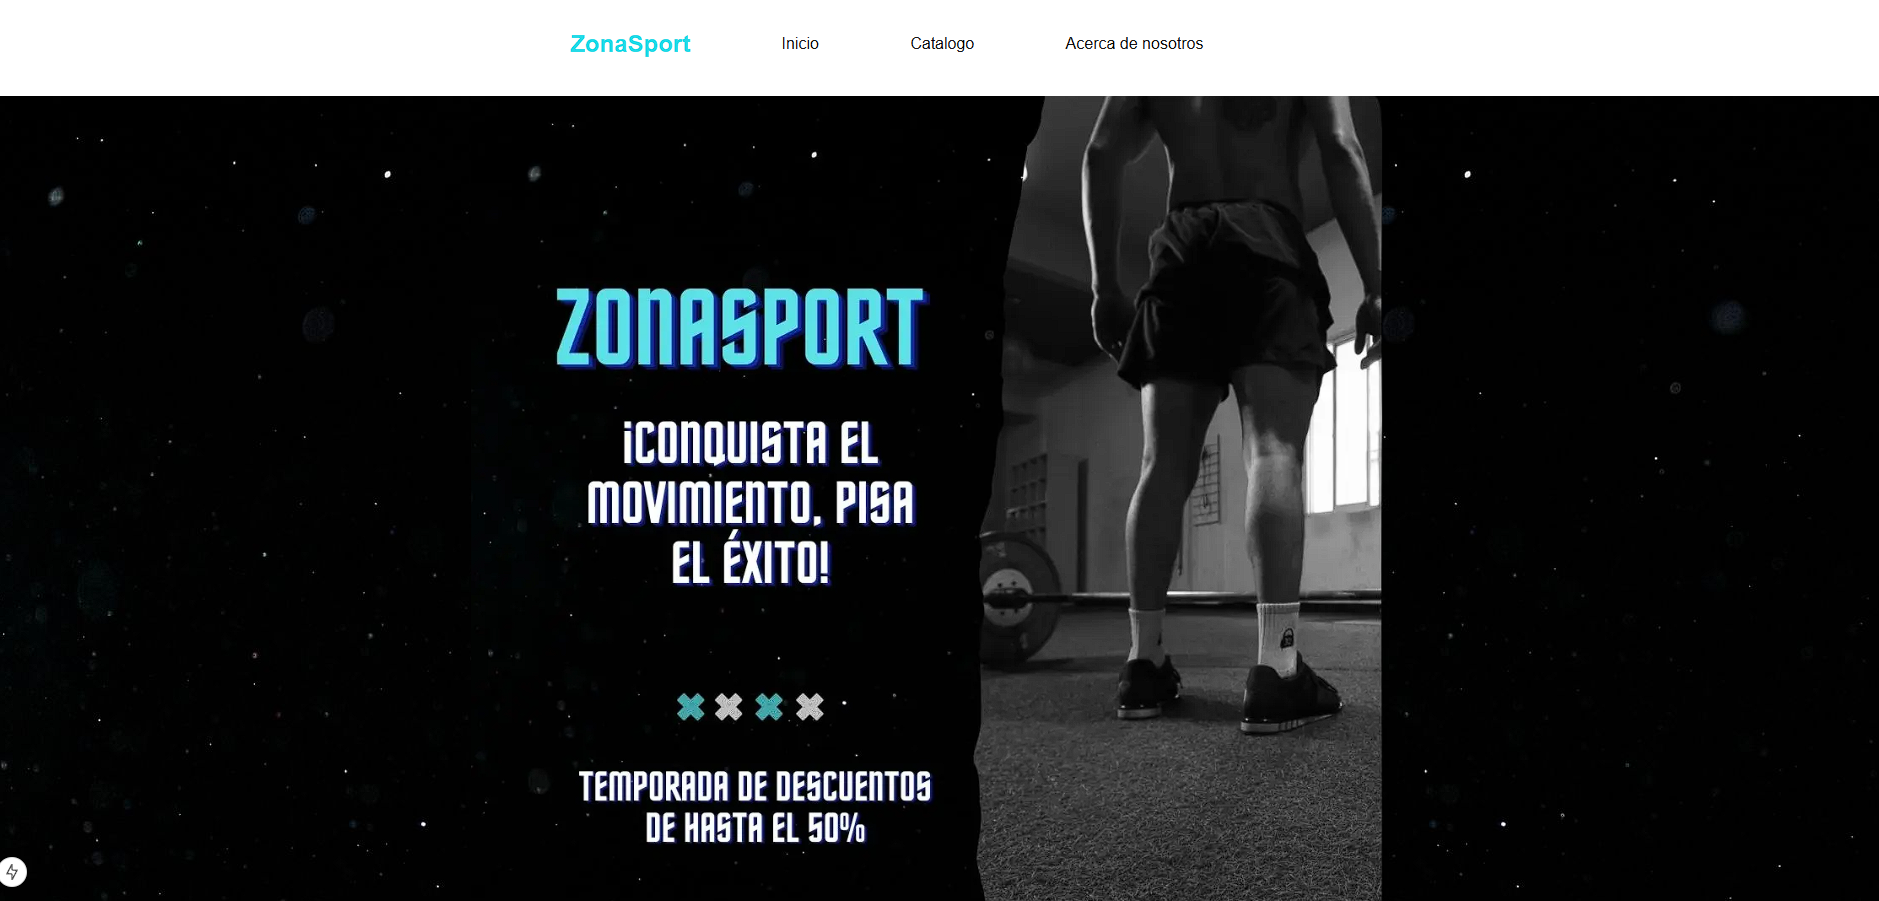 ZonaSport
Inicio
Catalogo
Acerca de nosotros
ZONASPORT
¡CONQUISTA EL
MOVIMIENTO, PISA
EL ÉXITO!
TEMPORADA DE DESCUENTOS
DE HASTA EL 50%